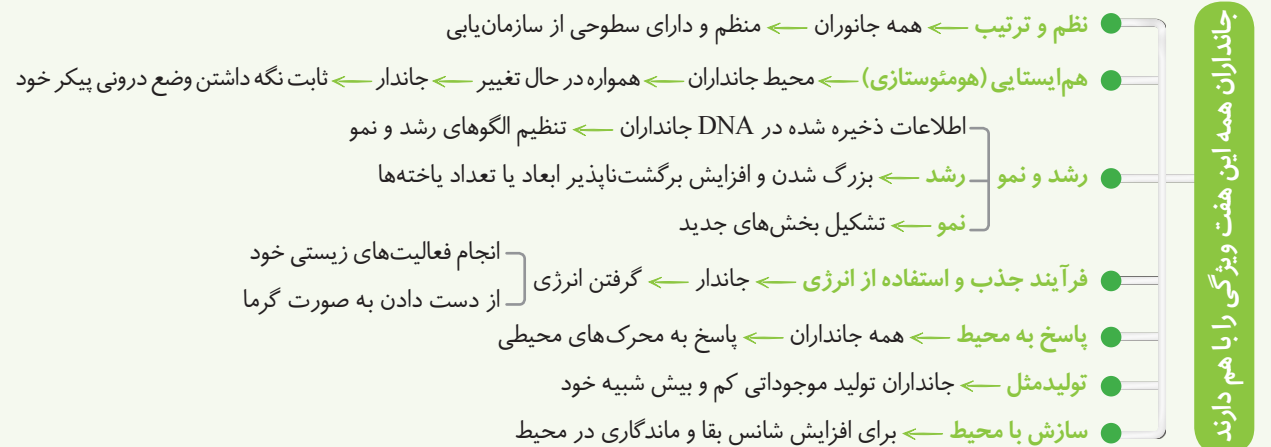 جانداران همه این هفت ویژگی را با هم دارند
نظم و ترتیب ← همه جانوران ← منظم و دارای سطوحی از سازمان‌یابی
هم‌ایستایی (هومئوستازی) ← محیط جانداران ← همواره در حال تغییر ← جاندار ← ثابت نگه داشتن وضع درونی پیکر خود
رشد و نمو
اطلاعات ذخیره شده در DNA جانداران ← تنظیم الگوهای رشد و نمو
رشد ← بزرگ شدن و افزایش برگشت‌ناپذیر ابعاد یا تعداد یاخته‌ها
نمو ← تشکیل بخش‌های جدید
فرآیند جذب و استفاده از انرژی ← جاندار ← گرفتن انرژی
انجام فعالیت‌های زیستی خود
از دست دادن به صورت گرما
پاسخ به محیط ← همه جانداران ← پاسخ به محرک‌های محیطی
تولیدمثل ← جانداران تولید موجوداتی کم و بیش شبیه خود
سازش با محیط ← برای افزایش شانس بقا و ماندگاری در محیط